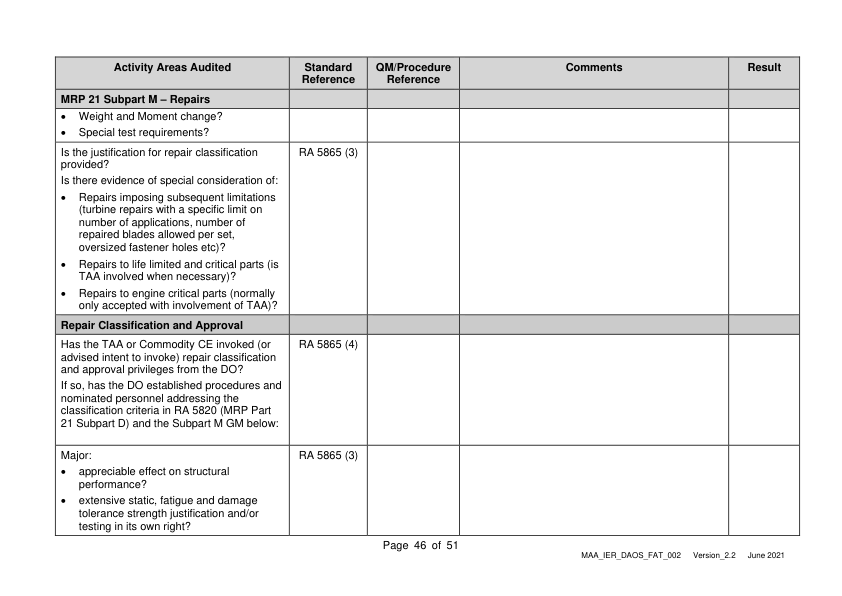 Activity Areas Audited
Standard
Reference
QM/Procedure
Reference
Comments
Result
MRP 21 Subpart M – Repairs
• Weight and Moment change?
• Special test requirements?
Is the justification for repair classification
provided?
RA 5865 (3)
Is there evidence of special consideration of:
• Repairs imposing subsequent limitations
(turbine repairs with a specific limit on
number of applications, number of
repaired blades allowed per set,
oversized fastener holes etc)?
• Repairs to life limited and critical parts (is
TAA involved when necessary)?
• Repairs to engine critical parts (normally
only accepted with involvement of TAA)?
Repair Classification and Approval
Has the TAA or Commodity CE invoked (or
advised intent to invoke) repair classification
and approval privileges from the DO?
RA 5865 (4)
If so, has the DO established procedures and
nominated personnel addressing the
classification criteria in RA 5820 (MRP Part
21 Subpart D) and the Subpart M GM below:
Major:
RA 5865 (3)
• appreciable effect on structural
performance?
• extensive static, fatigue and damage
tolerance strength justification and/or
testing in its own right?
Page 46 of 51
MAA_IER_DAOS_FAT_002 Version_2.2 June 2021